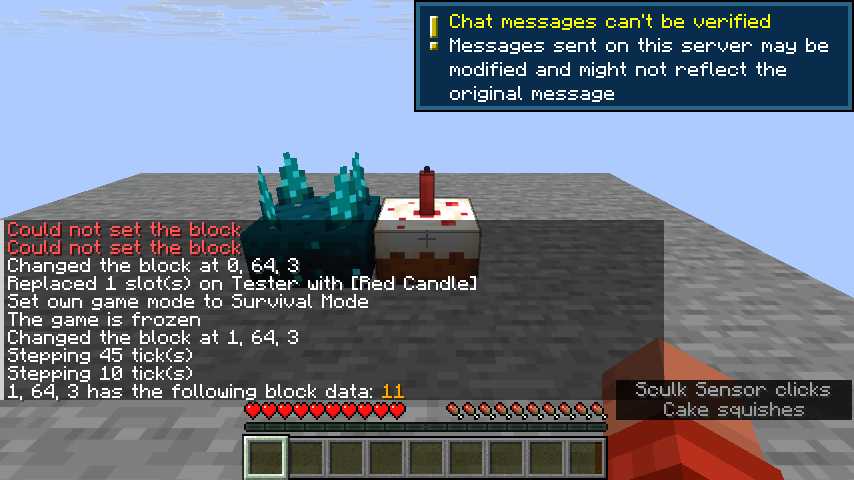 Chat messages can't be verified
Messages sent on this server may be
modified and might not reflect the
original message
Could not set the block
Could not set the block
Changed the block at 0, 64, 3
Replaced 1 slot(s) on Tester with [Red Candle]
Set own game mode to Survival Mode
The game is frozen
Changed the block at 1, 64, 3
Stepping 45 tick(s)
Stepping 10 tick(s)
1, 64, 3 has the following block data: 11
Sculk Sensor clicks
Cake squishes